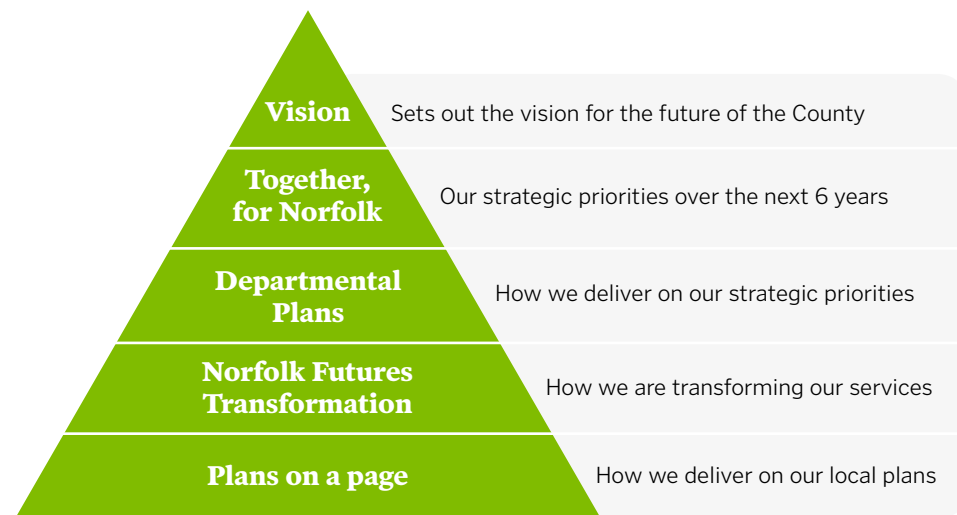 Vision
Sets out the vision for the future of the County
Together,
for Norfolk
Our strategic priorities over the next 6 years
Departmental
Plans
How we deliver on our strategic priorities
Norfolk Futures
Transformation
How we are transforming our services
Plans on a page
How we deliver on our local plans